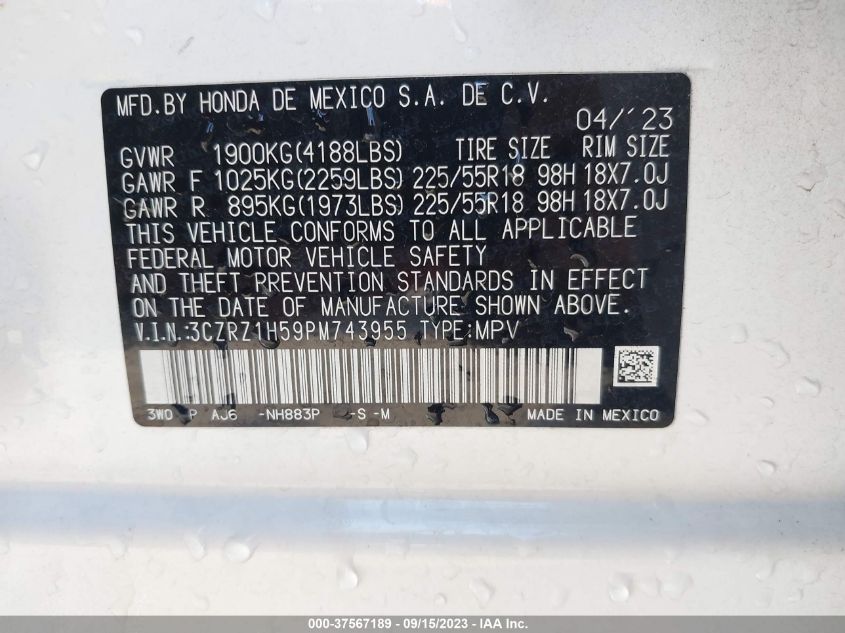 MFD.BY HONDA DE MEXICO S.A. DE C.V.
04/'23
GVWR 1900KG(4188LBS) TIRE SIZE RIM SIZE
GAWR F 1025KG(2259LBS) 225/55R18 98H 18X7.0J
GAWR R 895KG(1973LBS) 225/55R18 98H 18X7.0J
THIS VEHICLE CONFORMS TO ALL APPLICABLE
FEDERAL MOTOR VEHICLE SAFETY
AND THEFT PREVENTION STANDARDS IN EFFECT
ON THE DATE OF MANUFACTURE SHOWN ABOVE.
V.I.N.:3CZRZ1H59PM743955 TYPE:MPV
3W0 P AJ6 -NH883P -S -M MADE IN MEXICO
000-37567189 - 09/15/2023 - IAA Inc.